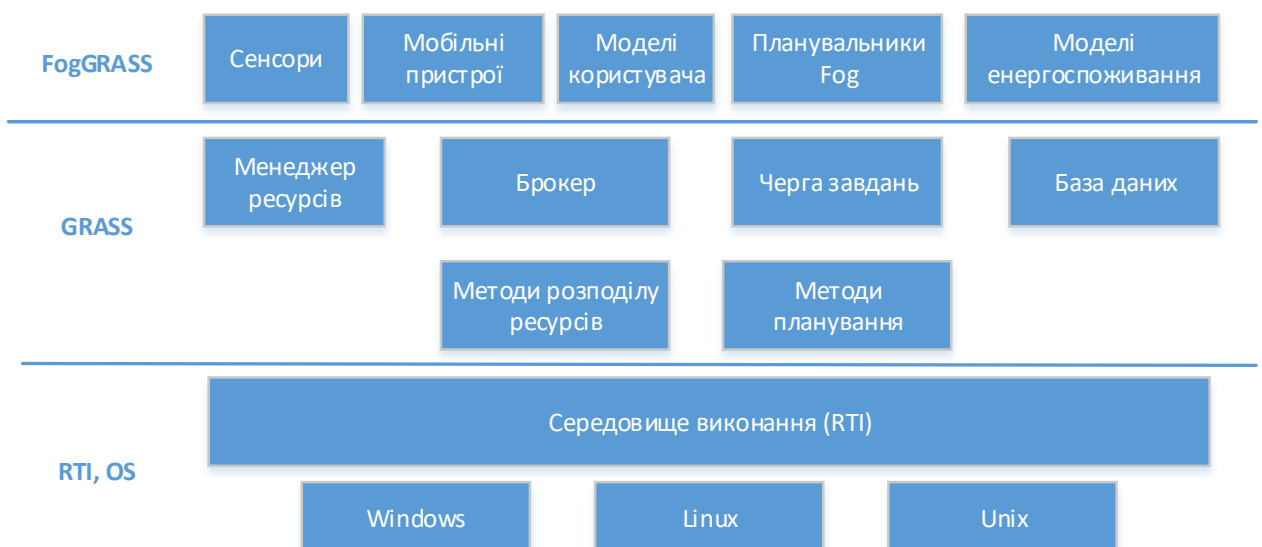 FogGRASS
Сенсори
Мобільні
пристрої
Моделі
користувача
Планувальники
Fog
Моделі
енергоспоживання
GRASS
Менеджер
ресурсів
Брокер
Черга завдань
База даних
Методи розподілу
ресурсів
Методи
планування
RTI, OS
Середовище виконання (RTI)
Windows
Linux
Unix